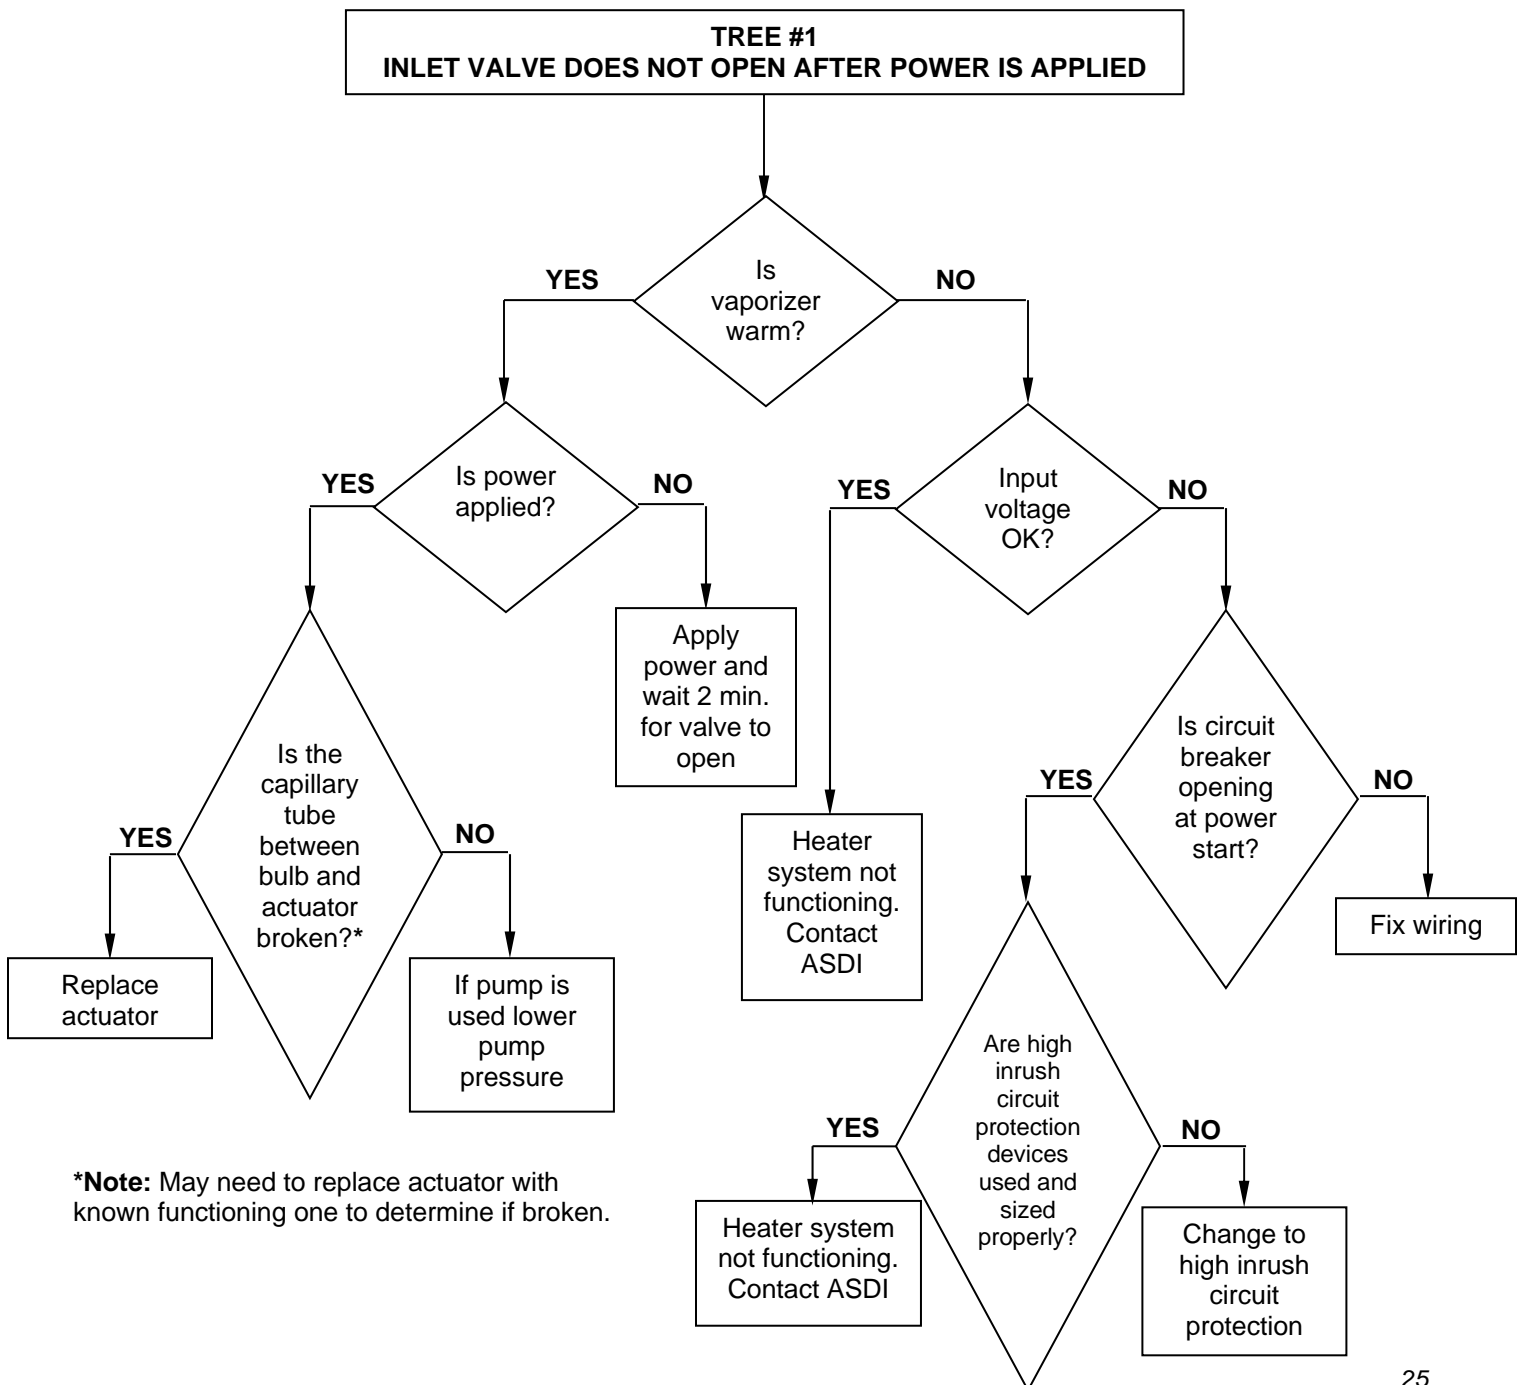 TREE #1
INLET VALVE DOES NOT OPEN AFTER POWER IS APPLIED
Is
vaporizer
warm?
YES
NO
Is power
applied?
YES
NO
Input
voltage
OK?
YES
NO
Apply
power and
wait 2 min.
for valve to
open
Is the
capillary
tube
between
bulb and
actuator
broken?*
YES
NO
Is circuit
breaker
opening
at power
start?
YES
NO
Heater
system not
functioning.
Contact
ASDI
Fix wiring
Replace
actuator
If pump is
used lower
pump
pressure
Are high
inrush
circuit
protection
devices
used and
sized
properly?
YES
NO
*Note: May need to replace actuator with
known functioning one to determine if broken.
Heater system
not functioning.
Contact ASDI
Change to
high inrush
circuit
protection
25